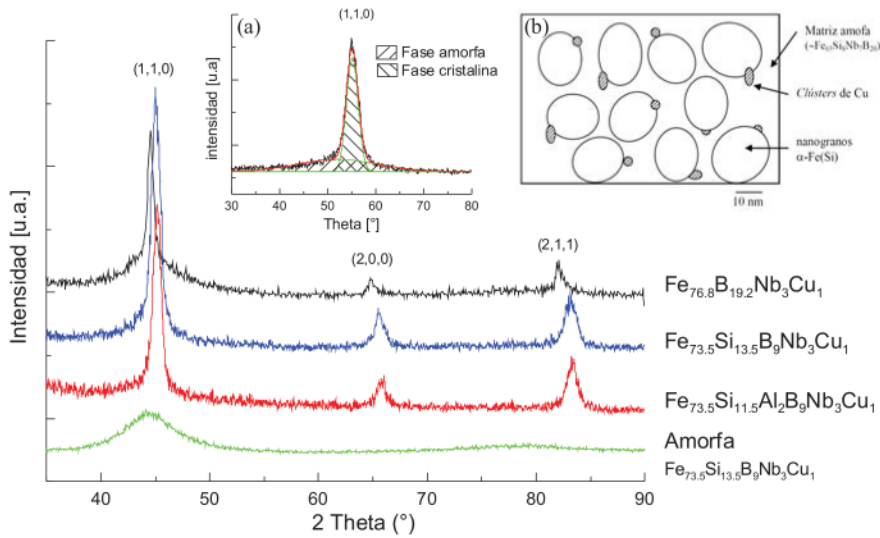 (a)
(1,1,0)
Fase amorfa
Fase cristalina
intensidad [u.a]
30 40 50 60 70 80
Theta [°]
(b)
Matriz amofa
Clústers de Cu
nanogranos
α-Fe(Si)
10 nm
Intensidad [u.a.]
(1,1,0)
(2,0,0)
(2,1,1)
Fe76.8B19.2Nb3Cu1
Fe73.5Si13.5B9Nb3Cu1
Fe73.5Si11.5Al2B9Nb3Cu1
Amorfa
Fe73.5Si13.5B9Nb3Cu1
40 50 60 70 80 90
2 Theta (°)